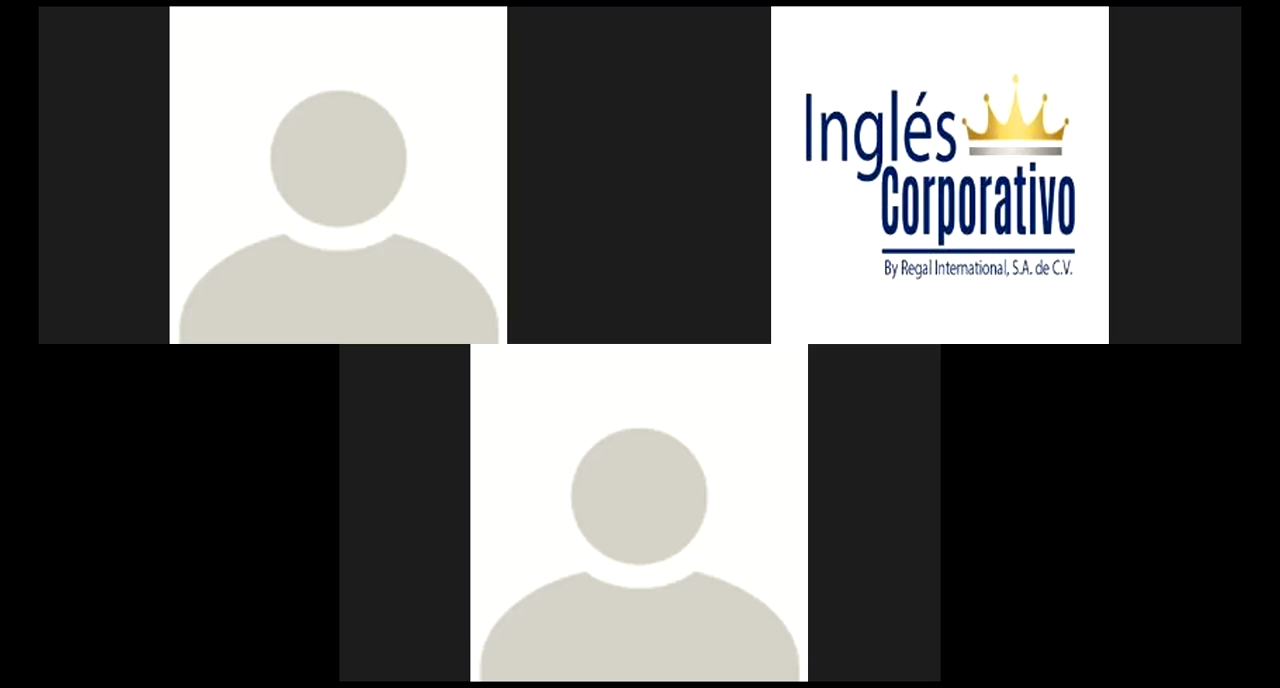 Inglés
Corporativo
By Regal International, S.A. de C.V.